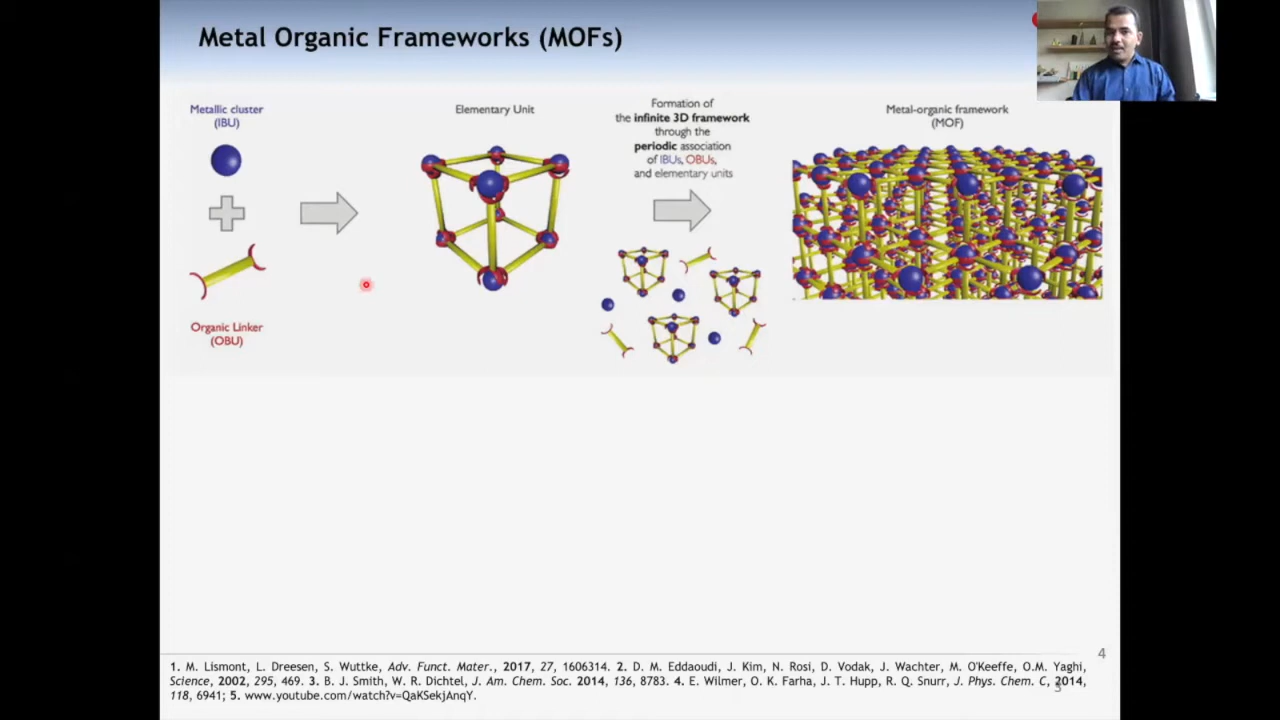 Metal Organic Frameworks (MOFs)
Metallic cluster
(IBU)
Organic Linker
(OBU)
Elementary Unit
Formation of
the infinite 3D framework
through the
periodic association
of IBUs, OBUs,
and elementary units
Metal-organic framework
(MOF)
4
1. M. Lismont, L. Dreesen, S. Wuttke, Adv. Funct. Mater., 2017, 27, 1606314. 2. D. M. Eddaoudi, J. Kim, N. Rosi, D. Vodak, J. Wachter, M. O'Keeffe, O.M. Yaghi,
Science, 2002, 295, 469. 3. B. J. Smith, W. R. Dichtel, J. Am. Chem. Soc. 2014, 136, 8783. 4. E. Wilmer, O. K. Farha, J. T. Hupp, R. Q. Snurr, J. Phys. Chem. C, 2014,
118, 6941; 5. www.youtube.com/watch?v=QaKSekjAnqY.